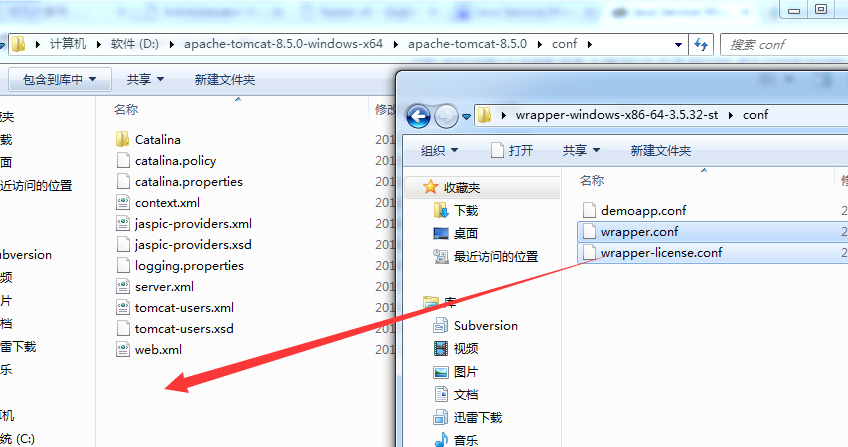 计算机 软件 (D:) apache-tomcat-8.5.0-windows-x64 apache-tomcat-8.5.0 conf
搜索 conf
包含到库中 共享 新建文件夹
名称
修改
Catalina
catalina.policy
catalina.properties
context.xml
jaspic-providers.xml
jaspic-providers.xsd
logging.properties
server.xml
tomcat-users.xml
tomcat-users.xsd
web.xml
201
藏夹
载
面
近访问的位置
ubversion
频
片
档
雷下载
乐
算机
统 (C:)
wrapper-windows-x86-64-3.5.32-st conf
组织 打开 共享 新建文件夹
收藏夹
下载
桌面
最近访问的位置
库
Subversion
视频
图片
文档
迅雷下载
音乐
名称
demoapp.conf
wrapper.conf
wrapper-license.conf